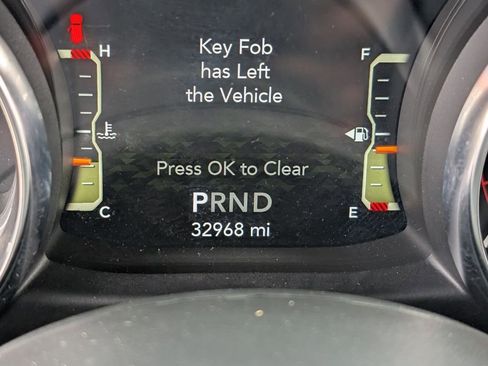 H
F
Key Fob
has Left
the Vehicle
Press OK to Clear
C
PRND
E
32968 mi